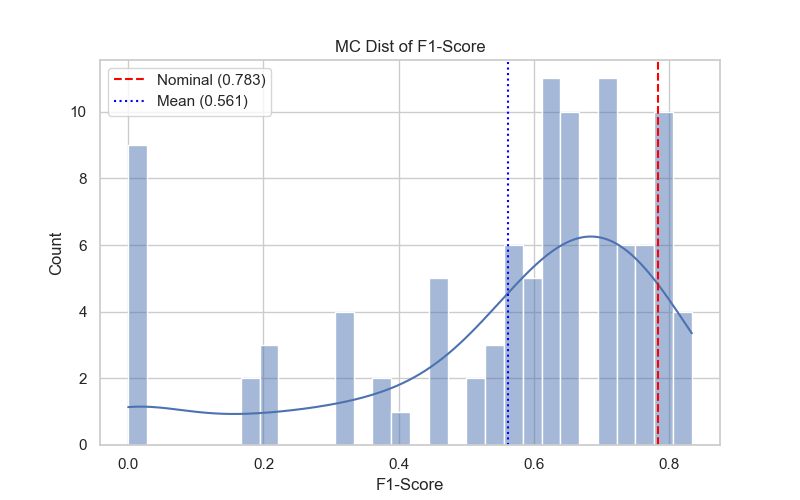 MC Dist of F1-Score
Nominal (0.783)
Mean (0.561)
10
8
6
4
2
0
Count
0.0 0.2 0.4 0.6 0.8
F1-Score